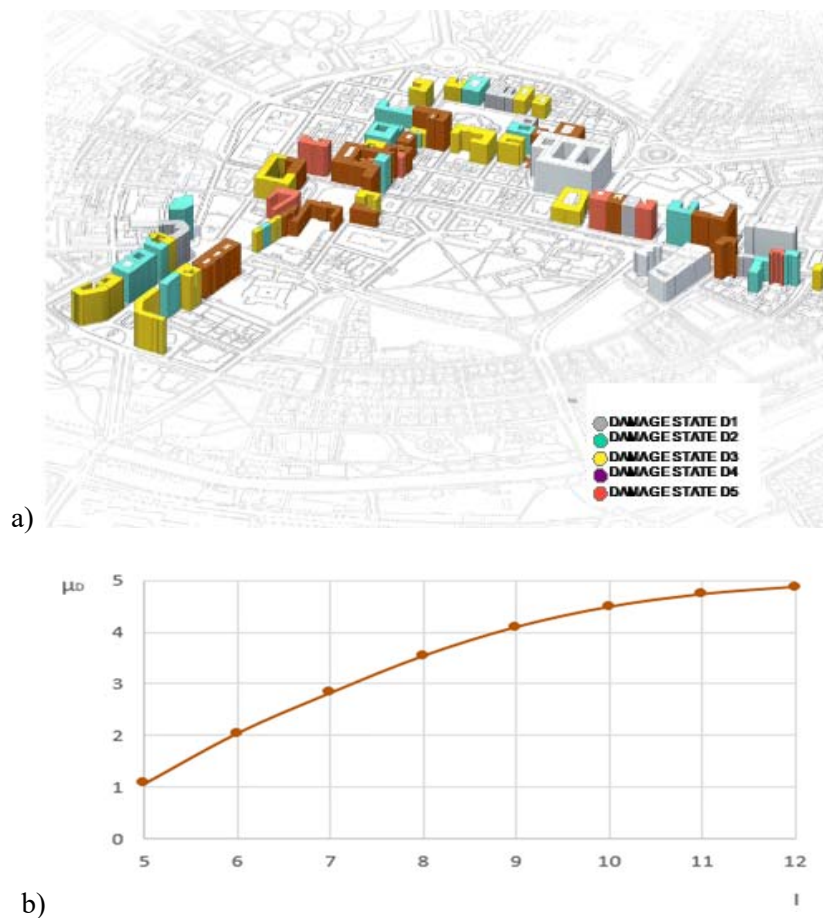 DAMAGE STATE D1
DAMAGE STATE D2
DAMAGE STATE D3
DAMAGE STATE D4
DAMAGE STATE D5
a)
μD
5
4
3
2
1
0
5 6 7 8 9 10 11 12
I
b)